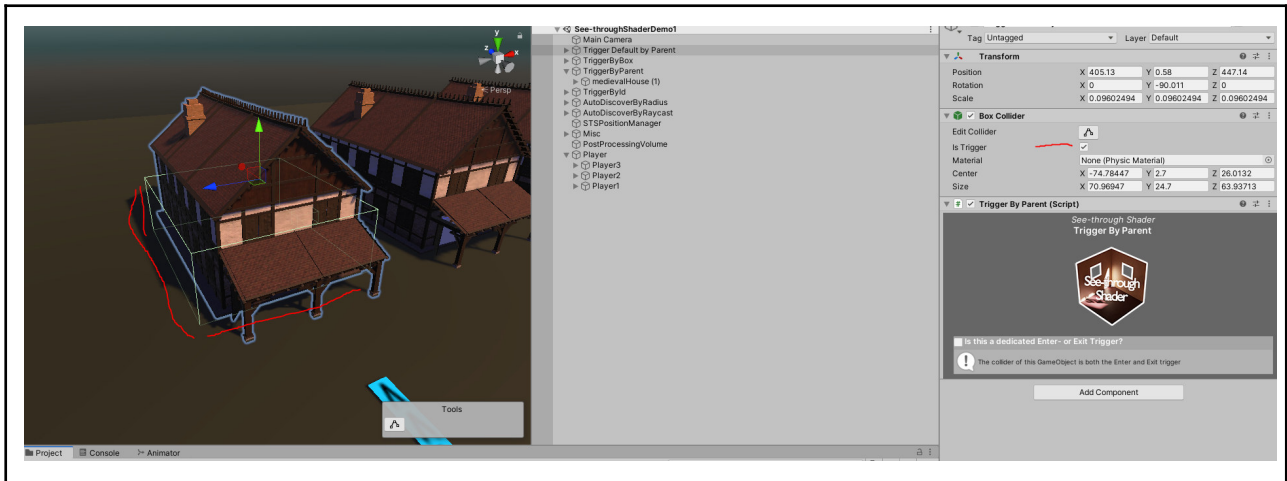 y
z
x
Persp
Tools
See-throughShaderDemo1
Main Camera
Trigger Default by Parent
TriggerByBox
TriggerByParent
medievalHouse (1)
TriggerById
AutoDiscoverByRadius
AutoDiscoverByRaycast
STSPositionManager
Misc
PostProcessingVolume
Player
Player3
Player2
Player1
Tag Untagged Layer Default
Transform
Position X 405.13 Y 0.58 Z 447.14
Rotation X 0 Y -90.011 Z 0
Scale X 0.09602494 Y 0.09602494 Z 0.09602494
Box Collider
Edit Collider
Is Trigger
Material None (Physic Material)
Center X -74.78447 Y 2.7 Z 26.0132
Size X 70.96947 Y 24.7 Z 63.93713
# Trigger By Parent (Script)
See-through Shader
Trigger By Parent
See-through
Shader
Is this a dedicated Enter- or Exit Trigger?
! The collider of this GameObject is both the Enter and Exit trigger
Add Component
Project Console Animator